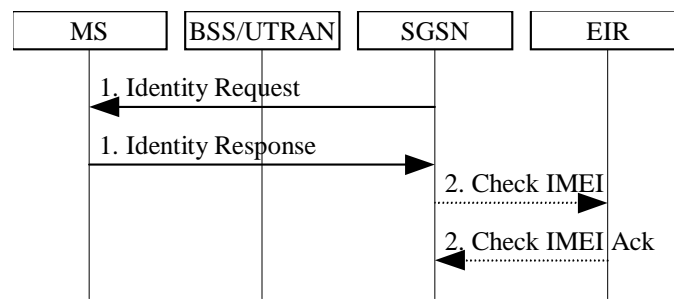 MS BSS/UTRAN SGSN EIR
1. Identity Request
1. Identity Response
2. Check IMEI
2. Check IMEI Ack